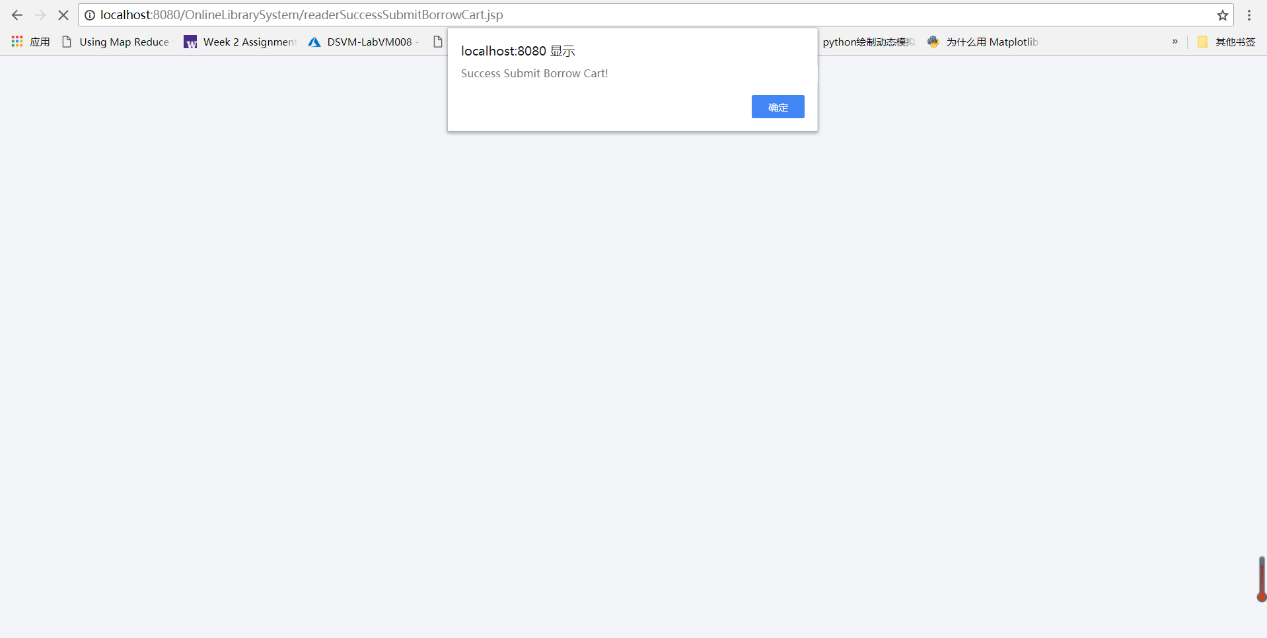 localhost:8080/OnlineLibrarySystem/readerSuccessSubmitBorrowCart.jsp
应用 Using Map Reduce Week 2 Assignment DSVM-LabVM008 - python绘制动态模拟 为什么用 Matplotlib » 其他书签
localhost:8080 显示
Success Submit Borrow Cart!
确定